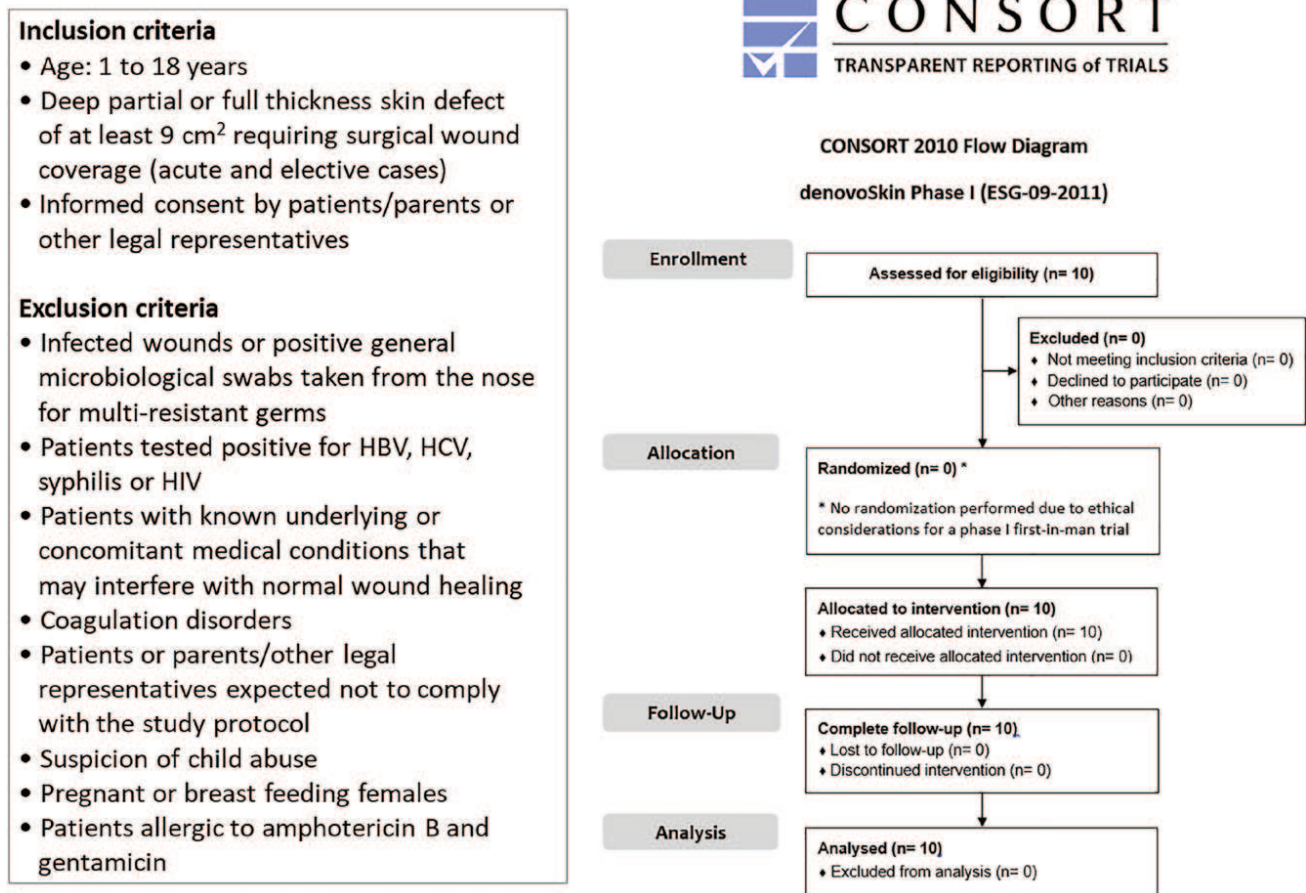 Inclusion criteria
• Age: 1 to 18 years
• Deep partial or full thickness skin defect
of at least 9 cm² requiring surgical wound
coverage (acute and elective cases)
• Informed consent by patients/parents or
other legal representatives
Exclusion criteria
• Infected wounds or positive general
microbiological swabs taken from the nose
for multi-resistant germs
• Patients tested positive for HBV, HCV,
syphilis or HIV
• Patients with known underlying or
concomitant medical conditions that
may interfere with normal wound healing
• Coagulation disorders
• Patients or parents/other legal
representatives expected not to comply
with the study protocol
• Suspicion of child abuse
• Pregnant or breast feeding females
• Patients allergic to amphotericin B and
gentamicin
CONSORT
TRANSPARENT REPORTING of TRIALS
CONSORT 2010 Flow Diagram
denovoSkin Phase I (ESG-09-2011)
Enrollment
Assessed for eligibility (n= 10)
Excluded (n= 0)
♦ Not meeting inclusion criteria (n= 0)
♦ Declined to participate (n= 0)
♦ Other reasons (n= 0)
Allocation
Randomized (n= 0) *
* No randomization performed due to ethical
considerations for a phase I first-in-man trial
Allocated to intervention (n= 10)
♦ Received allocated intervention (n= 10)
♦ Did not receive allocated intervention (n= 0)
Follow-Up
Complete follow-up (n= 10)
♦ Lost to follow-up (n= 0)
♦ Discontinued intervention (n= 0)
Analysis
Analysed (n= 10)
♦ Excluded from analysis (n= 0)